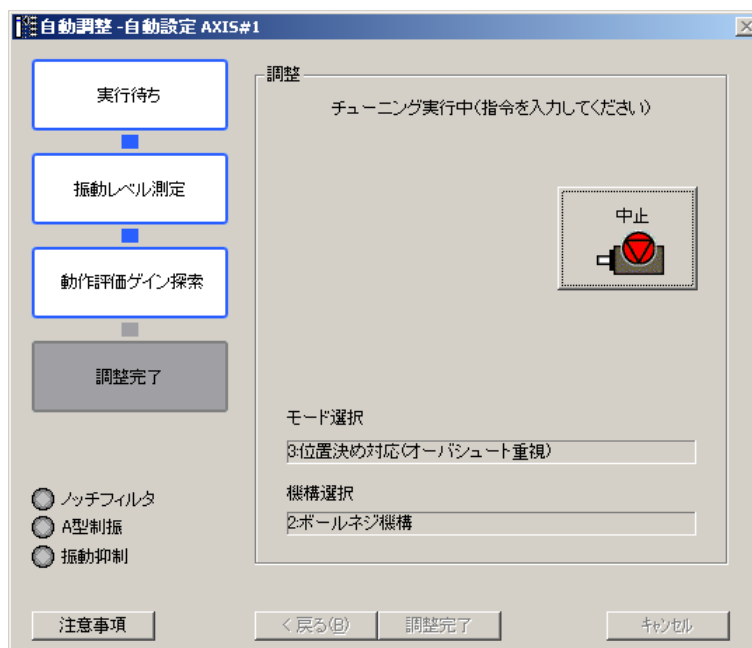 自動調整 -自動設定 AXIS#1
実行待ち
振動レベル測定
動作評価ゲイン探索
調整完了
ノッチフィルタ
A型制振
振動抑制
注意事項
調整
チューニング実行中(指令を入力してください)
中止
モード選択
3:位置決め対応(オーバシュート重視)
機構選択
2:ボールネジ機構
< 戻る(B)
調整完了
キャンセル